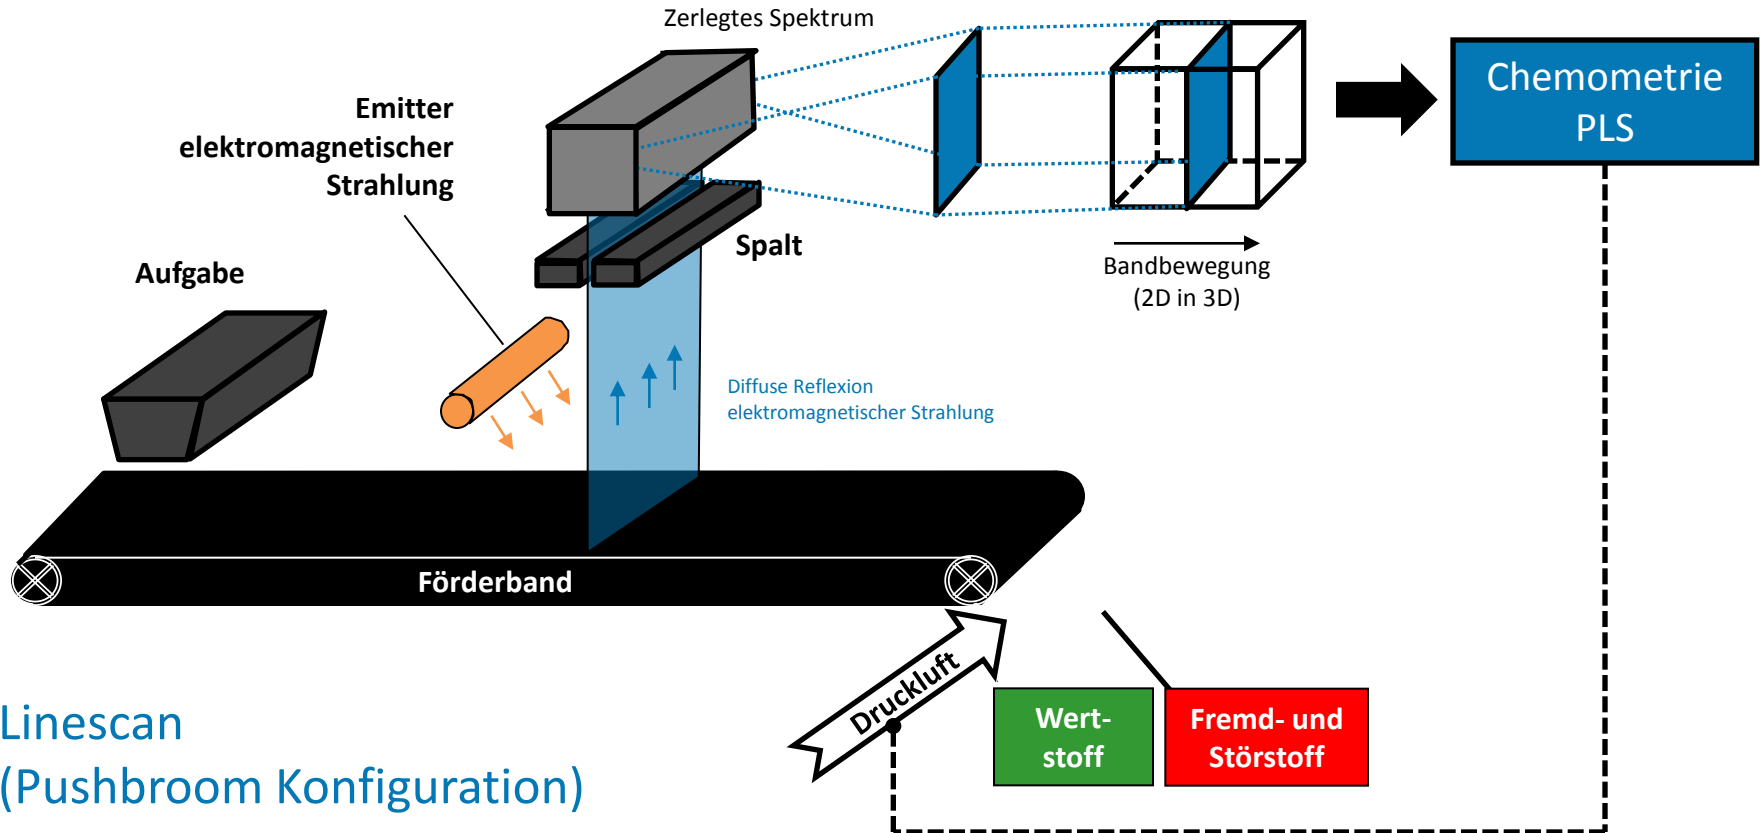 Zerlegtes Spektrum
Emitter
elektromagnetischer
Strahlung
Chemometrie
PLS
Spalt
Aufgabe
Bandbewegung
(2D in 3D)
Diffuse Reflexion
elektromagnetischer Strahlung
Förderband
Druckluft
Wert-
stoff
Fremd- und
Störstoff
Linescan
(Pushbroom Konfiguration)